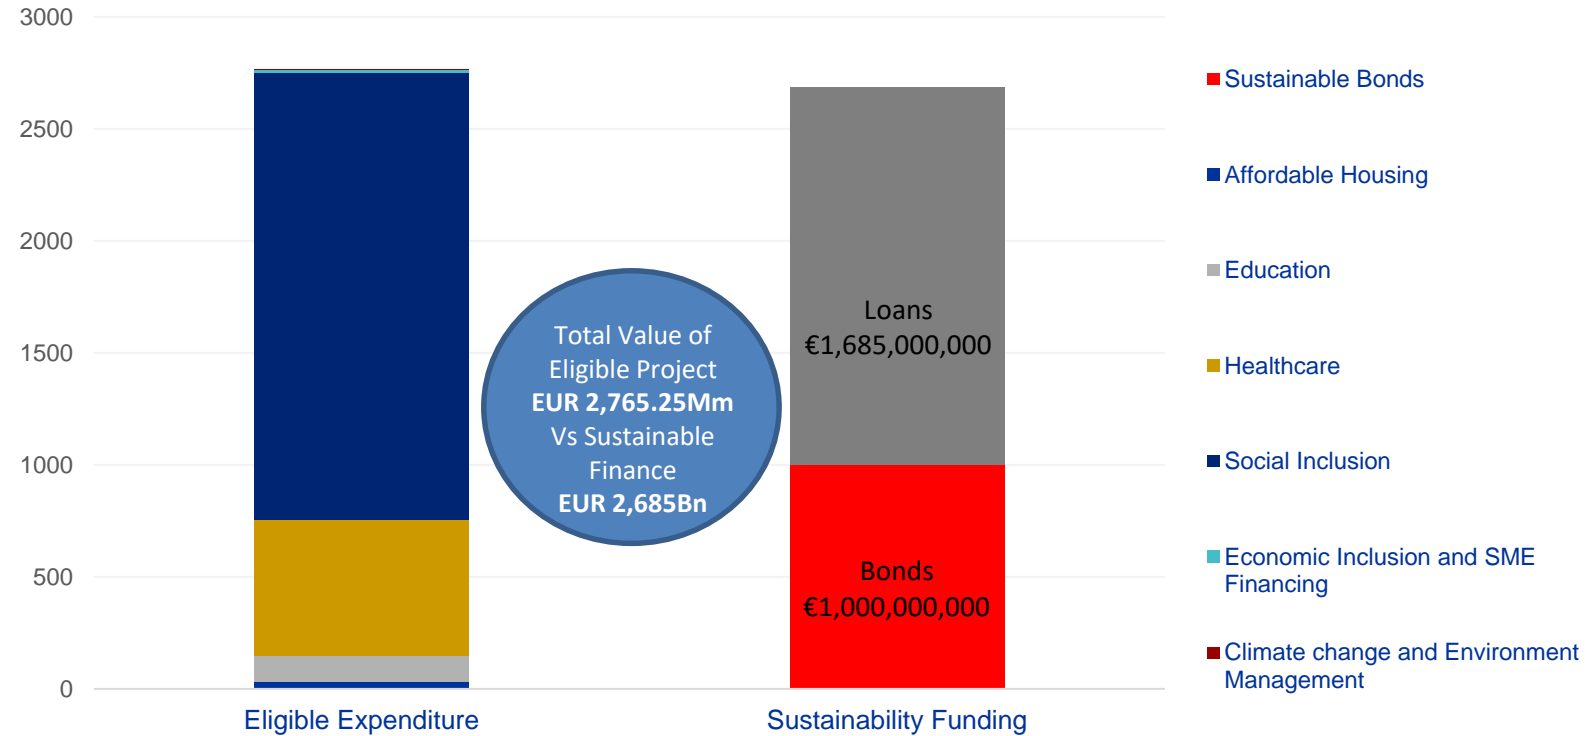 3000
2500
2000
1500
1000
500
0
Total Value of
Eligible Project
EUR 2,765.25Mm
Vs Sustainable
Finance
EUR 2,685Bn
Loans
€1,685,000,000
Bonds
€1,000,000,000
Eligible Expenditure
Sustainability Funding
Sustainable Bonds
Affordable Housing
Education
Healthcare
Social Inclusion
Economic Inclusion and SME
Financing
Climate change and Environment
Management